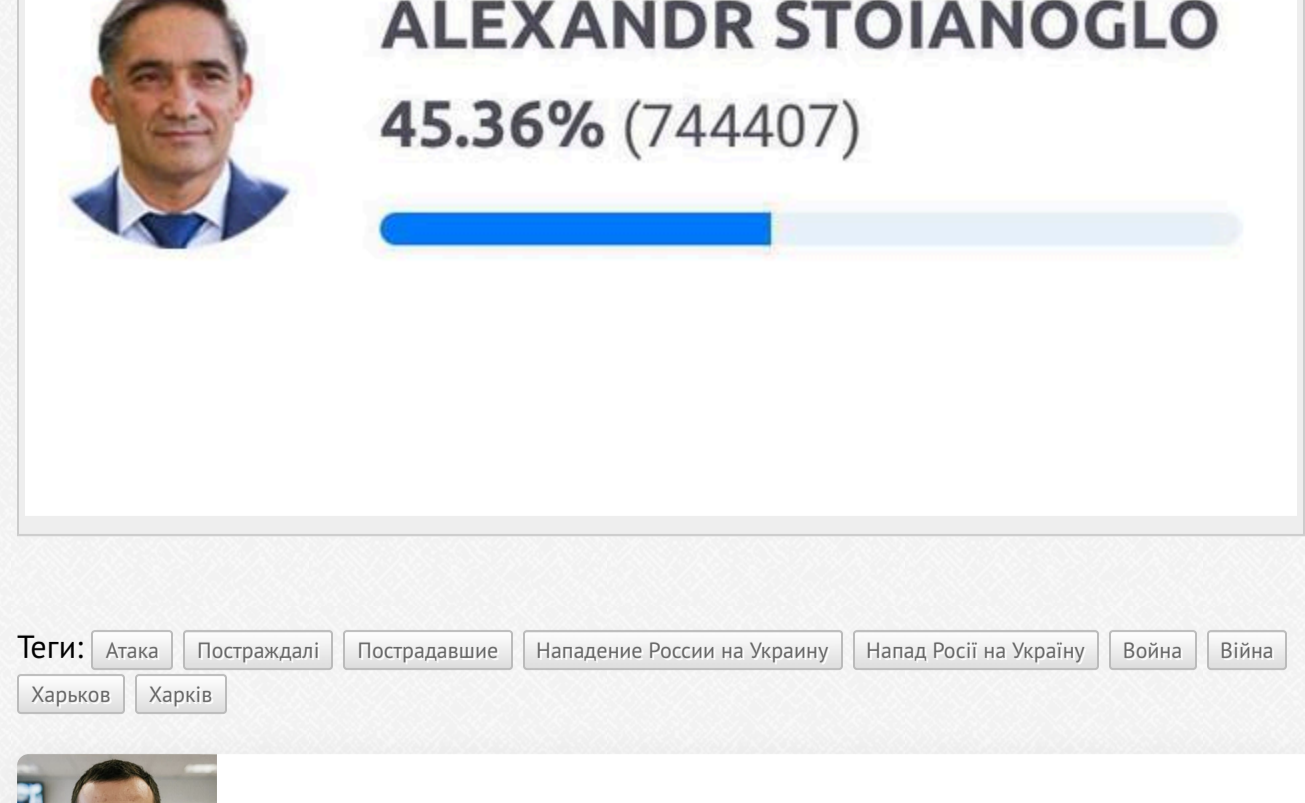 ALEXANDR STOIANOGLO
45.36% (744407)
Теги: Атака Постраждалі Пострадавшие Нападение России на Украину Напад Росії на Україну Война Війна
Харьков Харків